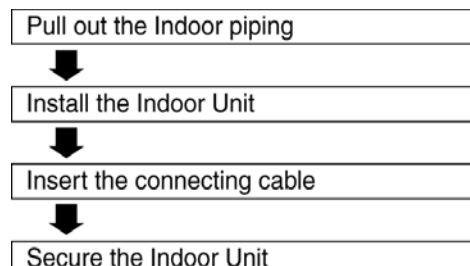 Pull out the Indoor piping
Install the Indoor Unit
Insert the connecting cable
Secure the Indoor Unit